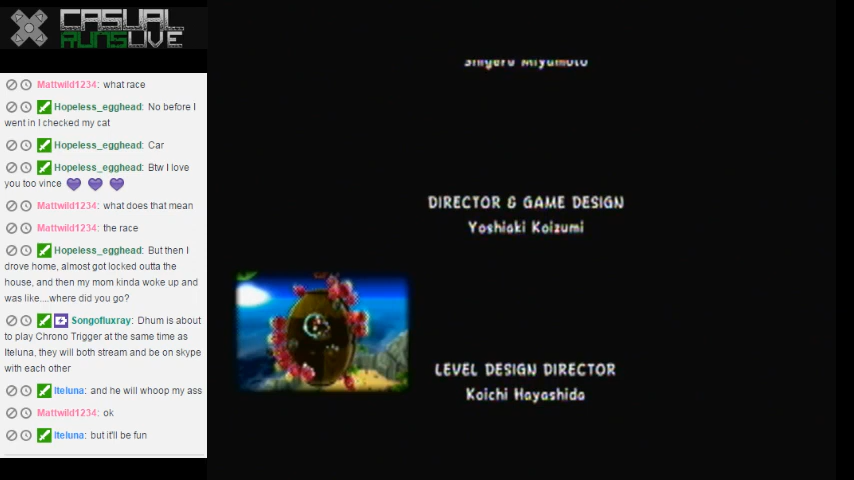 CASUAL
RUNSLIVE
Mattwild1234: what race
Hopeless_egghead: No before I
went in I checked my cat
Hopeless_egghead: Car
Hopeless_egghead: Btw I love
you too vince
Mattwild1234: what does that mean
Mattwild1234: the race
Hopeless_egghead: But then I
drove home, almost got locked outta the
house, and then my mom kinda woke up and
was like....where did you go?
Songofluxray: Dhum is about
to play Chrono Trigger at the same time as
Iteluna, they will both stream and be on skype
with each other
Iteluna: and he will whoop my ass
Mattwild1234: ok
Iteluna: but it'll be fun
Shigeru Miyamoto
DIRECTOR & GAME DESIGN
Yoshiaki Koizumi
LEVEL DESIGN DIRECTOR
Koichi Hayashida